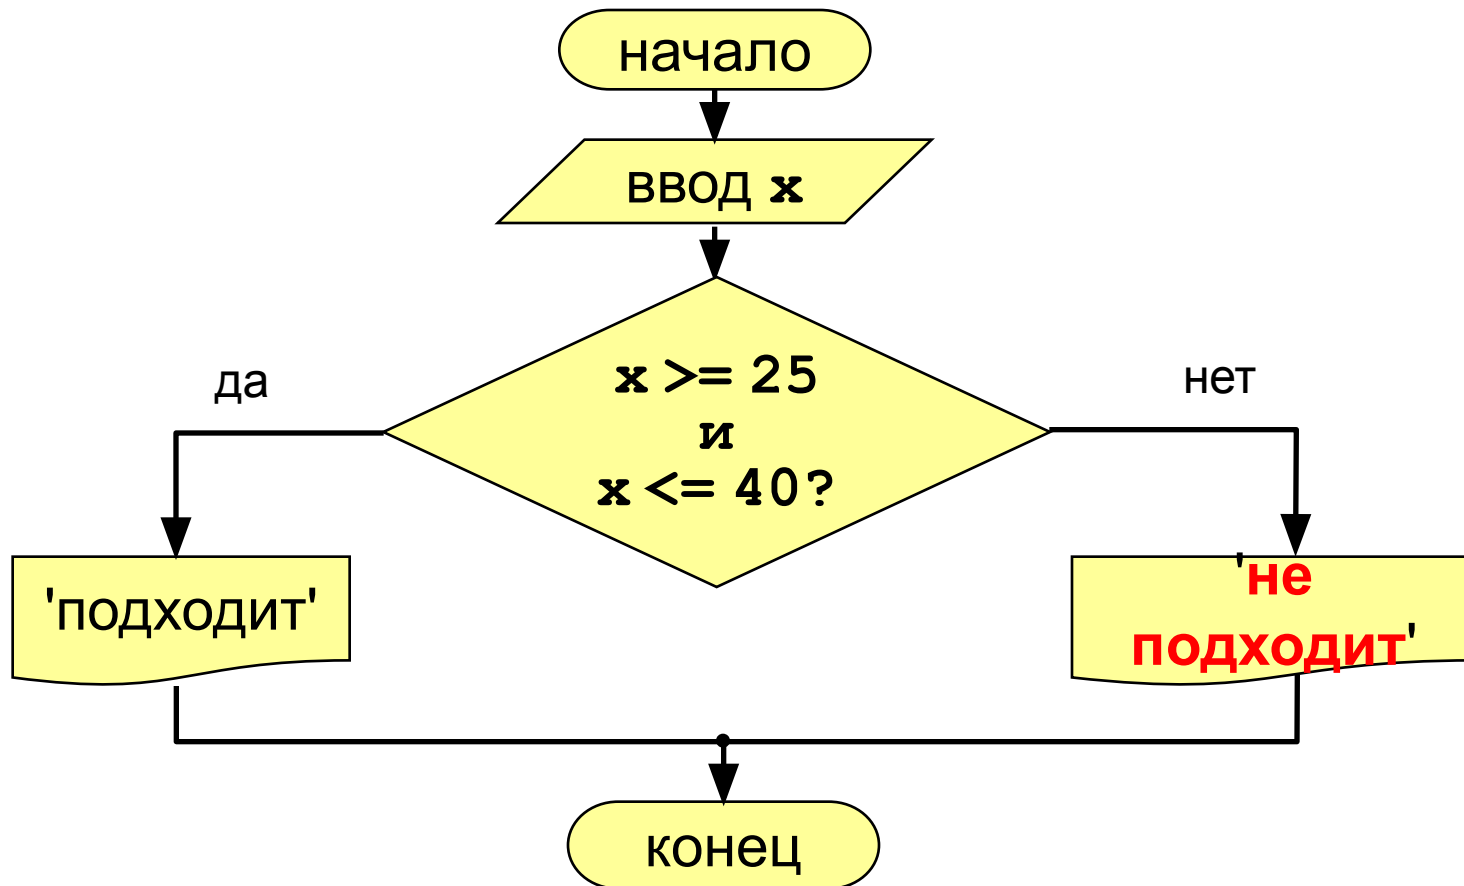 начало
ввод x
да
x >= 25
и
x <= 40?
нет
'подходит'
'не
подходит'
конец